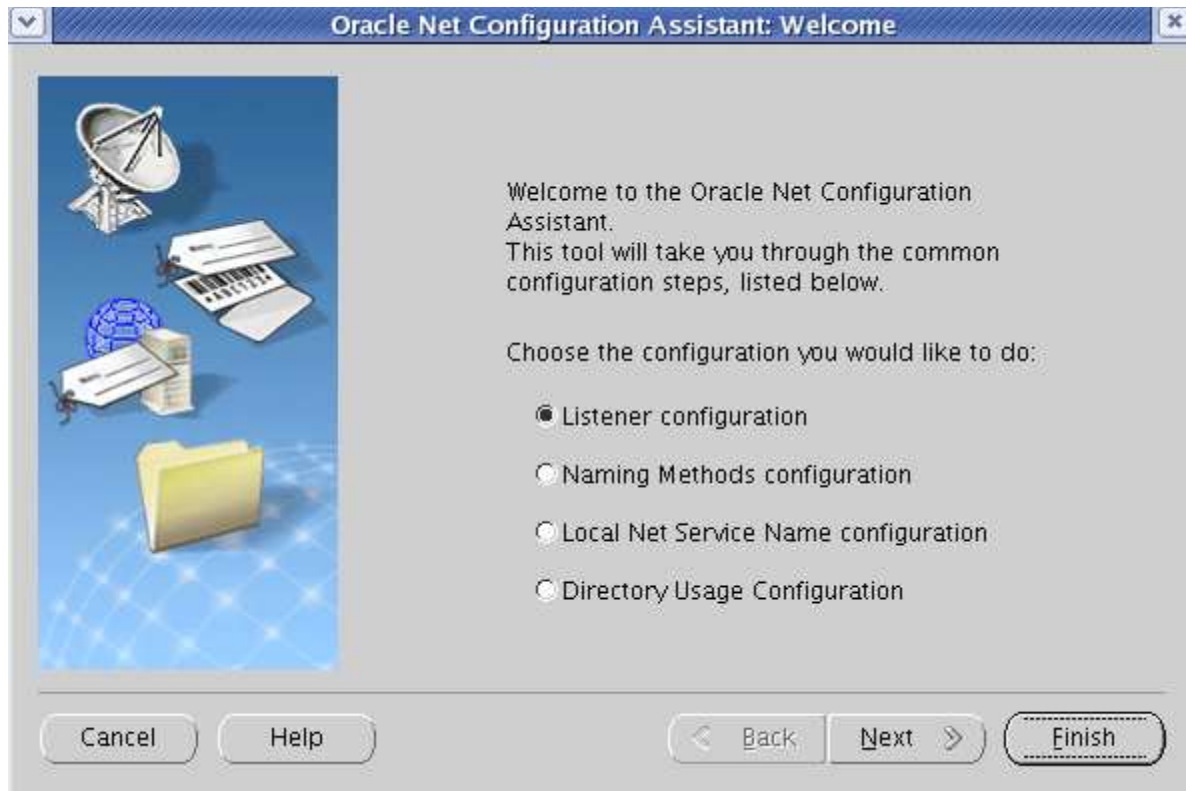 Oracle Net Configuration Assistant: Welcome
Welcome to the Oracle Net Configuration
Assistant.
This tool will take you through the common
configuration steps, listed below.
Choose the configuration you would like to do:
Listener configuration
Naming Methods configuration
Local Net Service Name configuration
Directory Usage Configuration
Cancel
Help
Back
Next
Finish